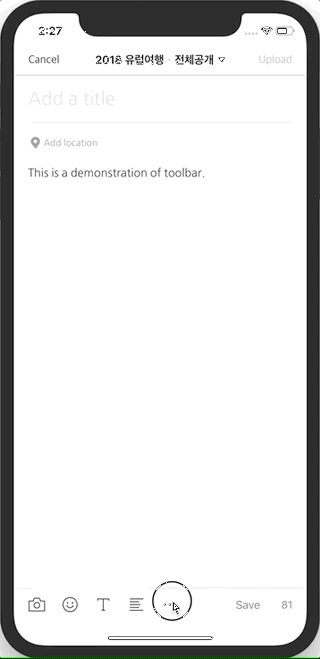 2:27
Cancel 2018 유럽여행 · 전체공개 Upload
Add a title
Add location
This is a demonstration of toolbar.
Save 81